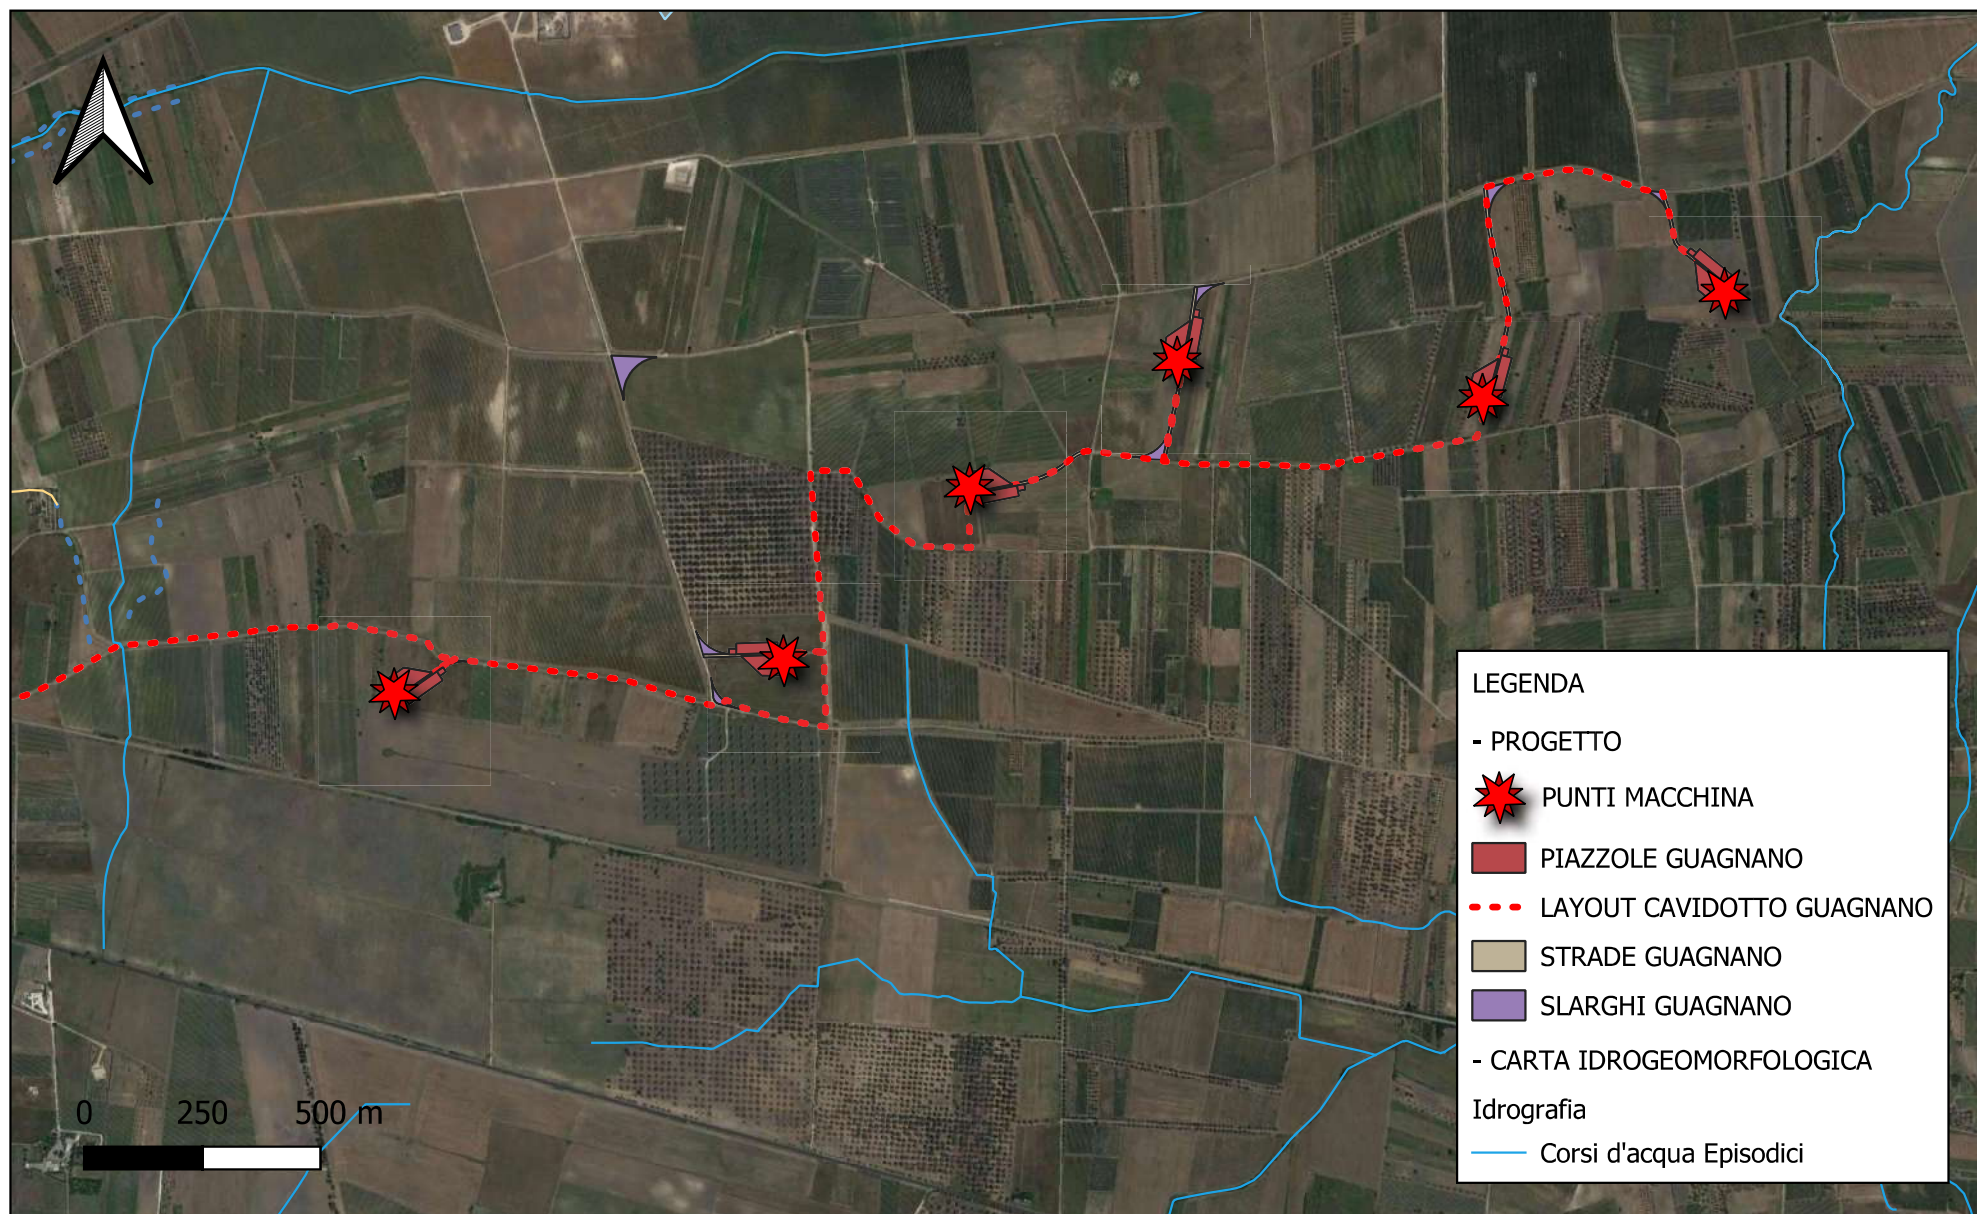 LEGENDA
- PROGETTO
PUNTI MACCHINA
PIAZZOLE GUAGNANO
LAYOUT CAVIDOTTO GUAGNANO
STRADE GUAGNANO
SLARGHI GUAGNANO
- CARTA IDROGEOMORFOLOGICA
Idrografia
Corsi d'acqua Episodici
0 250 500 m